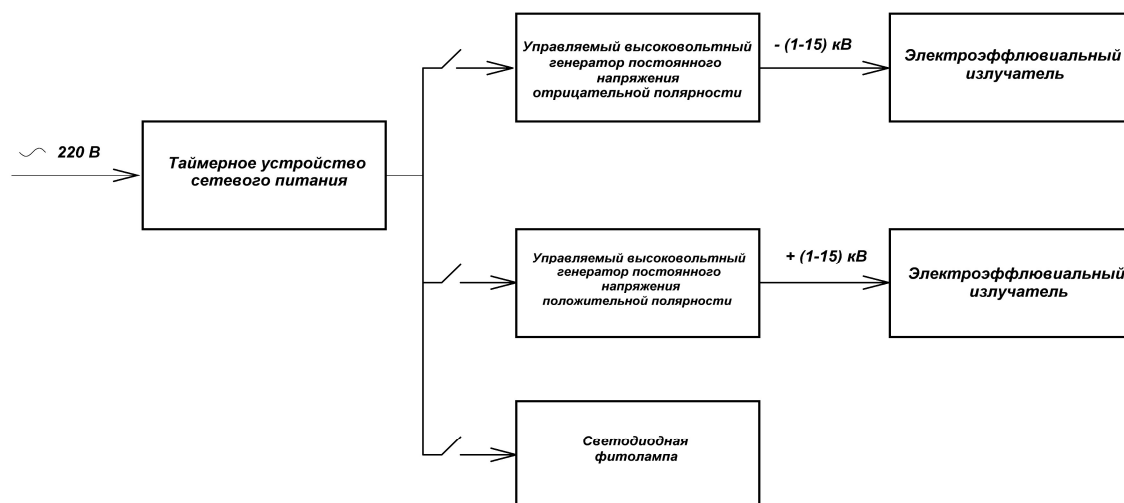 Управляемый высоковольтный
генератор постоянного
напряжения
отрицательной полярности
- (1-15) кВ
Электроэффлювиальный
излучатель
220 В
Таймерное устройство
сетевого питания
Управляемый высоковольтный
генератор постоянного
напряжения
положительной полярности
+ (1-15) кВ
Электроэффлювиальный
излучатель
Светодиодная
фитолампа